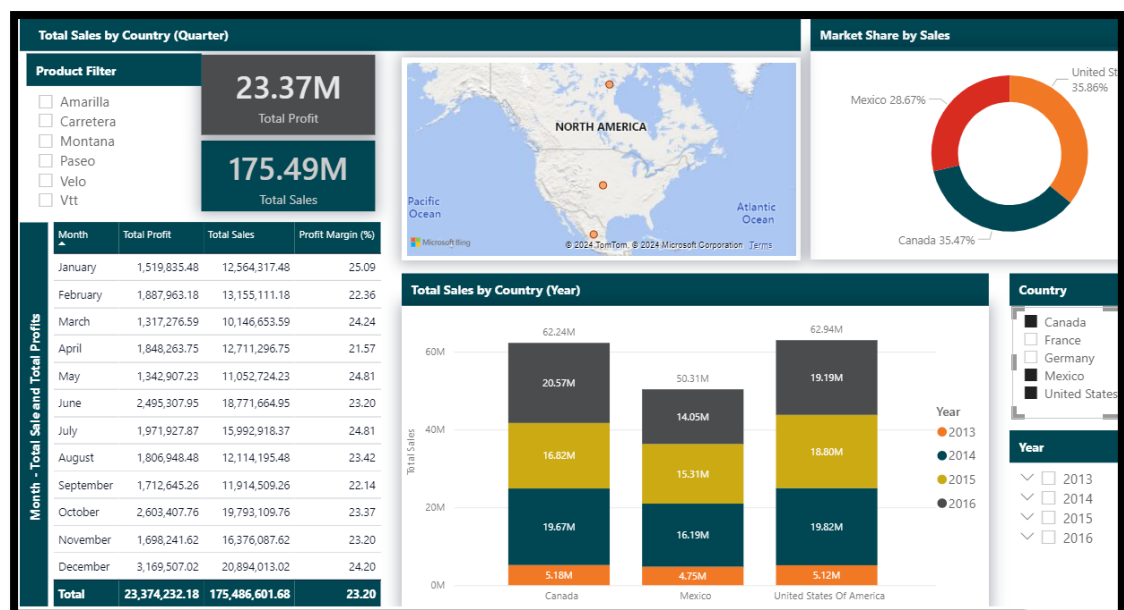 Total Sales by Country (Quarter)
Product Filter
Amarilla
Carretera
Montana
Paseo
Velo
Vtt
23.37M
Total Profit
175.49M
Total Sales
NORTH AMERICA
Pacific
Ocean
Atlantic
Ocean
Microsoft Bing
© 2024 TomTom, © 2024 Microsoft Corporation Terms
Market Share by Sales
United St
35.86%
Mexico 28.67%
Canada 35.47%
Month - Total Sale and Total Profits
Month Total Profit Total Sales Profit Margin (%)
January 1,519,835.48 12,564,317.48 25.09
February 1,887,963.18 13,155,111.18 22.36
March 1,317,276.59 10,146,653.59 24.24
April 1,848,263.75 12,711,296.75 21.57
May 1,342,907.23 11,052,724.23 24.81
June 2,495,307.95 18,771,664.95 23.20
July 1,971,927.87 15,992,918.37 24.81
August 1,806,948.48 12,114,195.48 23.42
September 1,712,645.26 11,914,509.26 22.14
October 2,603,407.76 19,793,109.76 23.37
November 1,698,241.62 16,376,087.62 23.20
December 3,169,507.02 20,894,013.02 24.20
Total 23,374,232.18 175,486,601.68 23.20
Total Sales by Country (Year)
Total Sales
60M
40M
20M
0M
62.24M
20.57M
16.82M
19.67M
5.18M
Canada
50.31M
14.05M
15.31M
16.19M
4.75M
Mexico
62.94M
19.19M
18.80M
19.82M
5.12M
United States Of America
Year
2013
2014
2015
2016
Country
Canada
France
Germany
Mexico
United States
Year
2013
2014
2015
2016